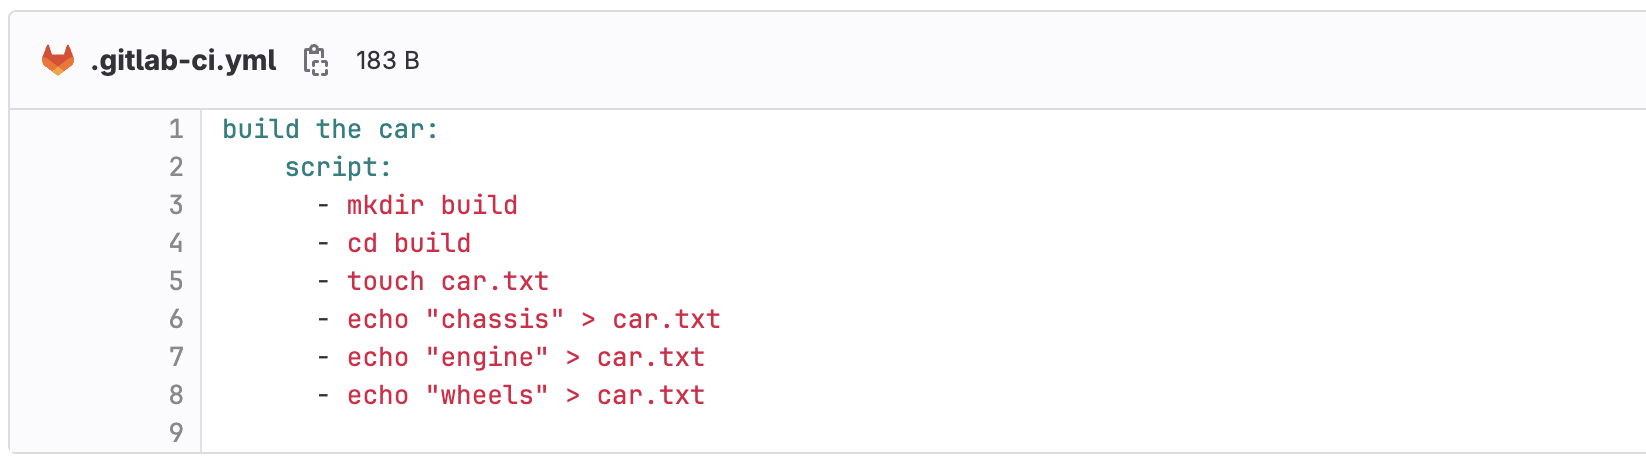 .gitlab-ci.yml 183 B
1 build the car:
2 script:
3 - mkdir build
4 - cd build
5 - touch car.txt
6 - echo "chassis" > car.txt
7 - echo "engine" > car.txt
8 - echo "wheels" > car.txt
9